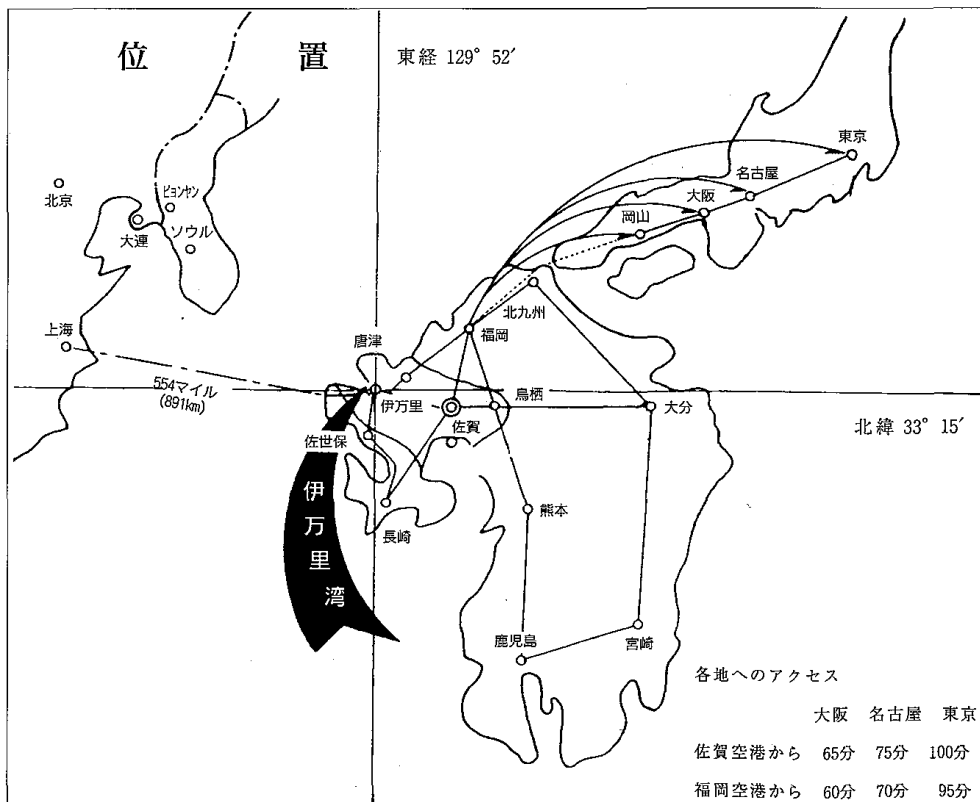 位置
東経 129° 52′
東京
名古屋
大阪
岡山
北京
ピョンヤン
大連
ソウル
北九州
福岡
上海
唐津
554マイル
(891km)
伊万里
鳥栖
大分
佐賀
北緯 33° 15′
佐世保
伊万里湾
熊本
長崎
鹿児島
宮崎
各地へのアクセス
大阪 名古屋 東京
佐賀空港から 65分 75分 100分
福岡空港から 60分 70分 95分